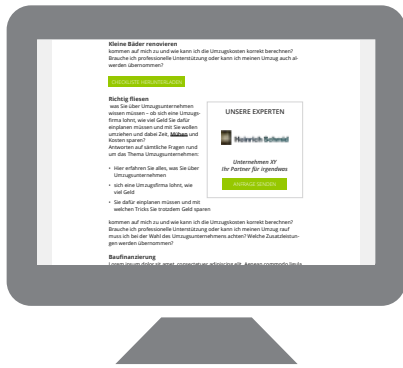 Kleine Bäder renovieren
kommen auf mich zu und wie kann ich die Umzugskosten korrekt berechnen?
Brauche ich professionelle Unterstützung oder kann ich meinen Umzug auch al-
werden übernommen?
CHECKLISTE HERUNTERLADEN
Richtig fliesen
was Sie über Umzugsunternehmen
wissen müssen – ob sich eine Umzugs-
firma lohnt, wie viel Geld Sie dafür
einplanen müssen und mit Sie wollen
umziehen und dabei Zeit, Mühen und
Kosten sparen?
Antworten auf sämtliche Fragen rund
um das Thema Umzugsunternehmen:
• Hier erfahren Sie alles, was Sie über
Umzugsunternehmen
• sich eine Umzugsfirma lohnt, wie
viel Geld
• Sie dafür einplanen müssen und mit
welchen Tricks Sie trotzdem Geld sparen
UNSERE EXPERTEN
Heinrich Schmid
Unternehmen XY
Ihr Partner für irgendwas
ANFRAGE SENDEN
kommen auf mich zu und wie kann ich die Umzugskosten korrekt berechnen?
Brauche ich professionelle Unterstützung oder kann ich meinen Umzug rauf
muss ich bei der Wahl des Umzugsunternehmens achten? Welche Zusatzleistun-
gen werden übernommen?
Baufinanzierung
Lorem ipsum dolor sit amet, consectetuer adipiscing elit. Aenean commodo ligula